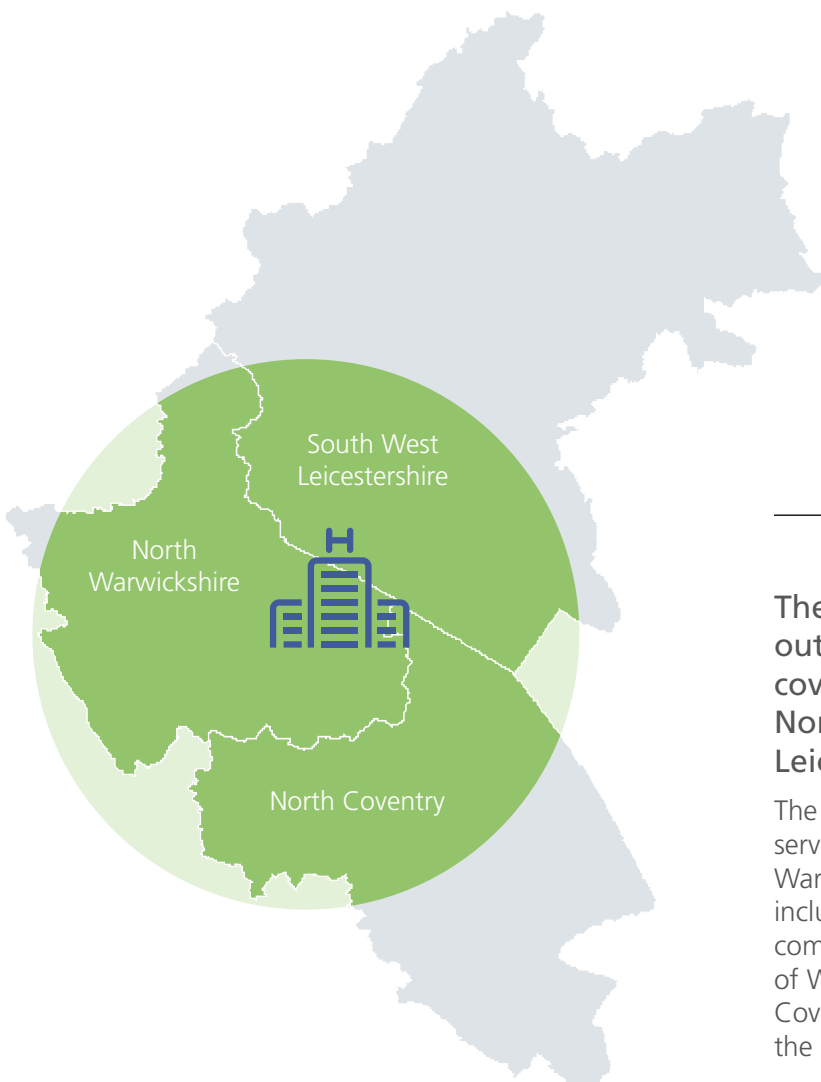 South West
Leicestershire
North
Warwickshire
H
North Coventry
The
out
cov
Nor
Leic
The
serv
War
inclu
com
of W
Cov
the